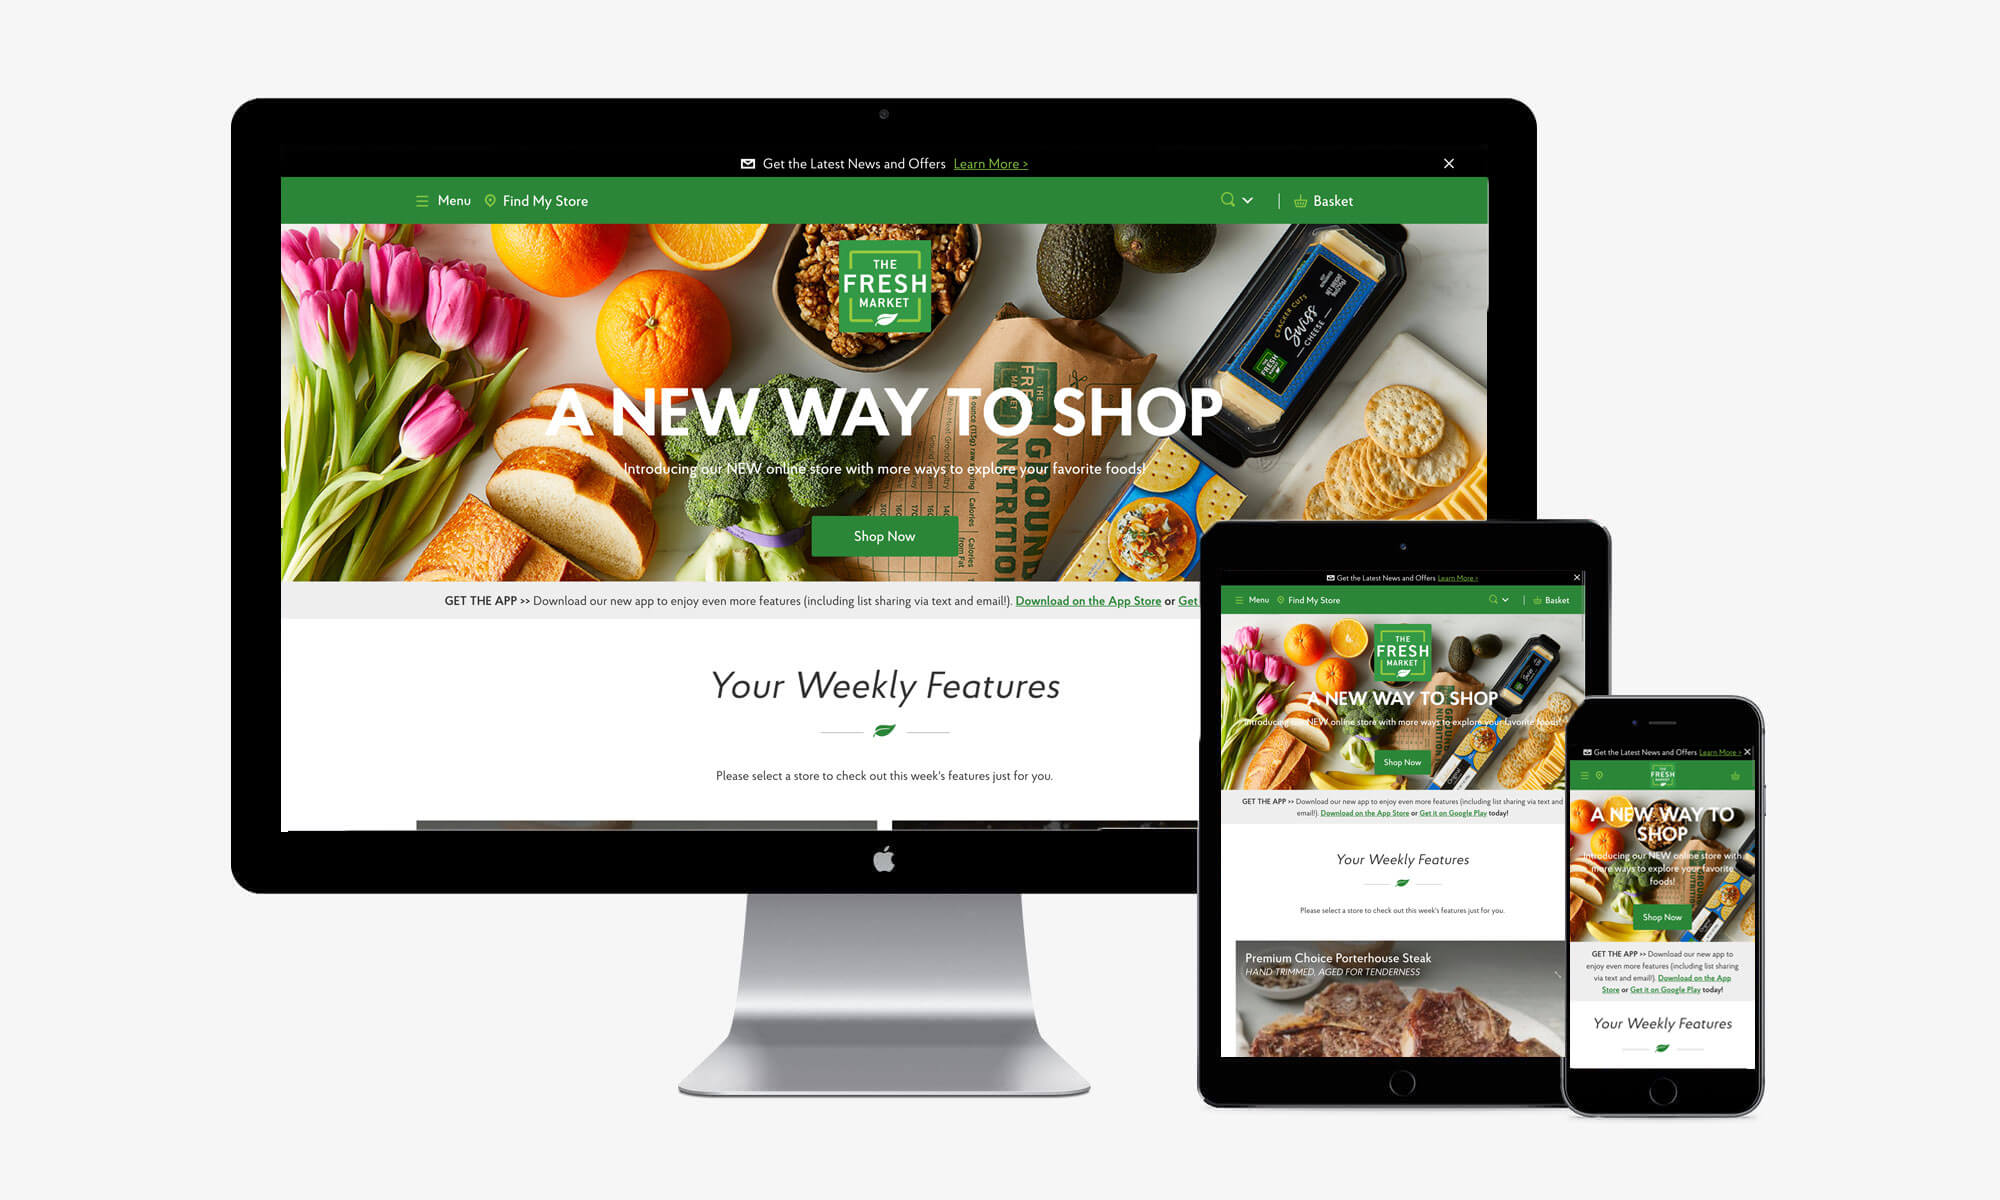 Get the Latest News and Offers Learn More >
Menu Find My Store
Basket
THE
FRESH
MARKET
CRACKER CUTS
Swiss
CHEESE
THE
FRESH
A NEW WAY TO SHOP
Introducing our NEW online store with more ways to explore your favorite foods!
GROUND
NUTRITION
Calories
Calories
from Fat
Shop Now
GET THE APP >> Download our new app to enjoy even more features (including list sharing via text and email!). Download on the App Store or Get
Your Weekly Features
Please select a store to check out this week's features just for you.
Get the Latest News and Offers Learn More >
Menu Find My Store
Basket
THE
FRESH
MARKET
A NEW WAY TO SHOP
Introducing our NEW online store with more ways to explore your favorite foods!
Shop Now
GET THE APP >> Download our new app to enjoy even more features (including list sharing via text and
email!). Download on the App Store or Get it on Google Play today!
Your Weekly Features
Please select a store to check out this week's features just for you.
Premium Choice Porterhouse Steak
HAND TRIMMED, AGED FOR TENDERNESS
Get the Latest News and Offers Learn More >
THE
FRESH
MARKET
A NEW WAY TO
SHOP
Introducing our NEW online store with
more ways to explore your favorite
foods!
Shop Now
GET THE APP >> Download our new app to
enjoy even more features (including list sharing
via text and email!). Download on the App
Store or Get it on Google Play today!
Your Weekly Features